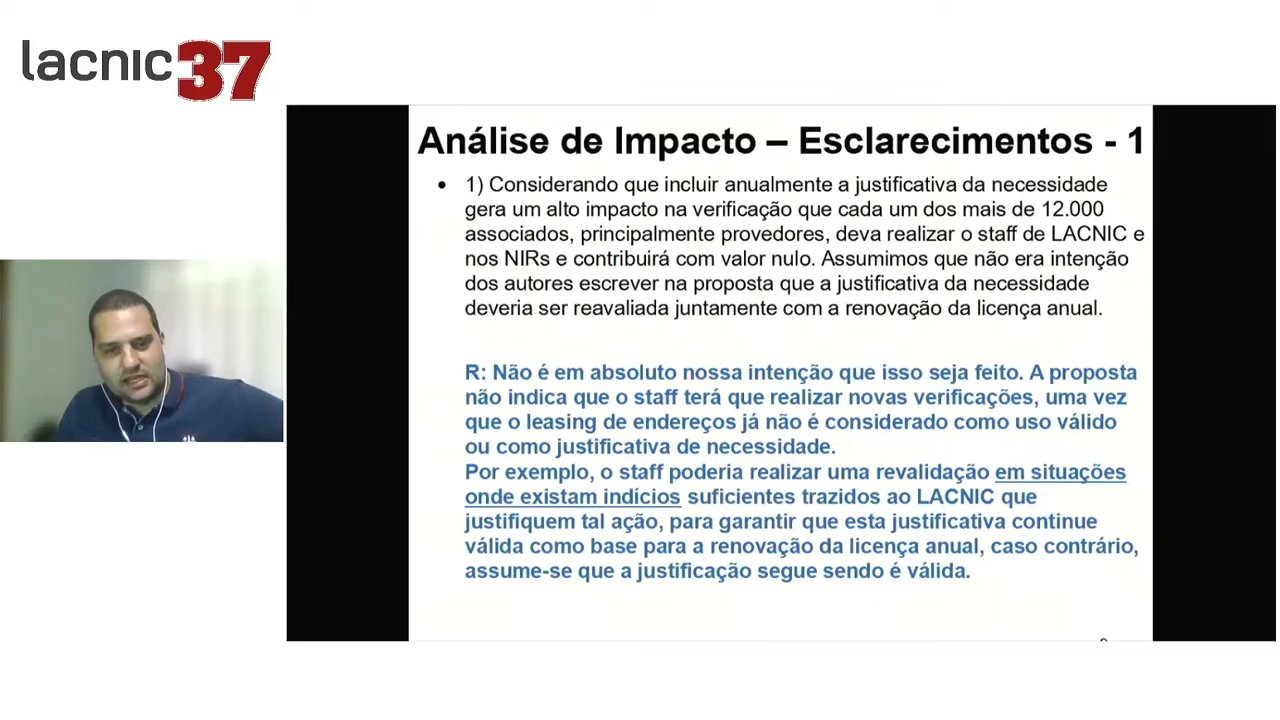 lacnic37
Análise de Impacto – Esclarecimentos - 1
• 1) Considerando que incluir anualmente a justificativa da necessidade
gera um alto impacto na verificação que cada um dos mais de 12.000
associados, principalmente provedores, deva realizar o staff de LACNIC e
nos NIRs e contribuirá com valor nulo. Assumimos que não era intenção
dos autores escrever na proposta que a justificativa da necessidade
deveria ser reavaliada juntamente com a renovação da licença anual.
R: Não é em absoluto nossa intenção que isso seja feito. A proposta
não indica que o staff terá que realizar novas verificações, uma vez
que o leasing de endereços já não é considerado como uso válido
ou como justificativa de necessidade.
Por exemplo, o staff poderia realizar uma revalidação em situações
onde existam indícios suficientes trazidos ao LACNIC que
justifiquem tal ação, para garantir que esta justificativa continue
válida como base para a renovação da licença anual, caso contrário,
assume-se que a justificação segue sendo é válida.